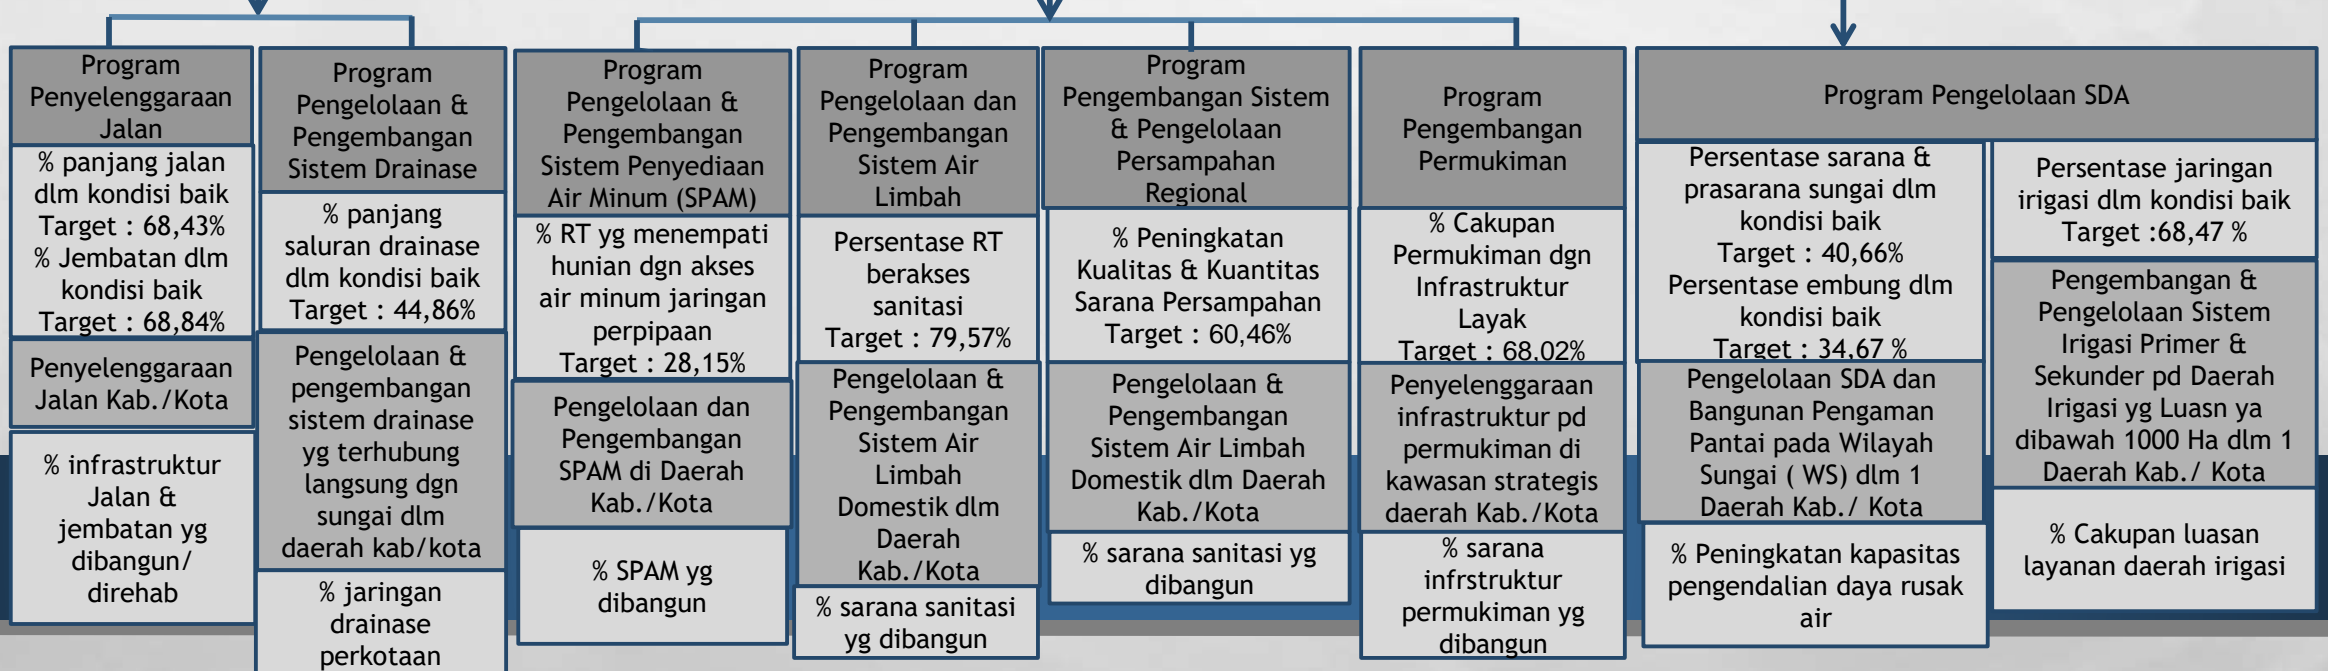 Program
Penyelenggaraan
Jalan
% panjang jalan
dlm kondisi baik
Target : 68,43%
% Jembatan dlm
kondisi baik
Target : 68,84%
Penyelenggaraan
Jalan Kab./Kota
% infrastruktur
Jalan &
jembatan yg
dibangun/
direhab
Program
Pengelolaan &
Pengembangan
Sistem Drainase
% panjang
saluran drainase
dlm kondisi baik
Target : 44,86%
Pengelolaan &
pengembangan
sistem drainase
yg terhubung
langsung dgn
sungai dlm
daerah kab/kota
% jaringan
drainase
perkotaan
Program
Pengelolaan &
Pengembangan
Sistem Penyediaan
Air Minum (SPAM)
% RT yg menempati
hunian dgn akses
air minum jaringan
perpipaan
Target : 28,15%
Pengelolaan dan
Pengembangan
SPAM di Daerah
Kab./Kota
% SPAM yg
dibangun
Program
Pengelolaan dan
Pengembangan
Sistem Air
Limbah
Persentase RT
berakses
sanitasi
Target : 79,57%
Pengelolaan &
Pengembangan
Sistem Air
Limbah
Domestik dlm
Daerah
Kab./Kota
% sarana sanitasi
yg dibangun
Program
Pengembangan Sistem
& Pengelolaan
Persampahan
Regional
% Peningkatan
Kualitas & Kuantitas
Sarana Persampahan
Target : 60,46%
Pengelolaan &
Pengembangan
Sistem Air Limbah
Domestik dlm Daerah
Kab./Kota
% sarana sanitasi yg
dibangun
Program
Pengembangan
Permukiman
% Cakupan
Permukiman dgn
Infrastruktur
Layak
Target : 68,02%
Penyelenggaraan
infrastruktur pd
permukiman di
kawasan strategis
daerah Kab./Kota
% sarana
infrstruktur
permukiman yg
dibangun
Program Pengelolaan SDA
Persentase sarana &
prasarana sungai dlm
kondisi baik
Target : 40,66%
Persentase embung dlm
kondisi baik
Target : 34,67 %
Pengelolaan SDA dan
Bangunan Pengaman
Pantai pada Wilayah
Sungai ( WS) dlm 1
Daerah Kab./ Kota
% Peningkatan kapasitas
pengendalian daya rusak
air
Persentase jaringan
irigasi dlm kondisi baik
Target :68,47 %
Pengembangan &
Pengelolaan Sistem
Irigasi Primer &
Sekunder pd Daerah
Irigasi yg Luasn ya
dibawah 1000 Ha dlm 1
Daerah Kab./ Kota
% Cakupan luasan
layanan daerah irigasi